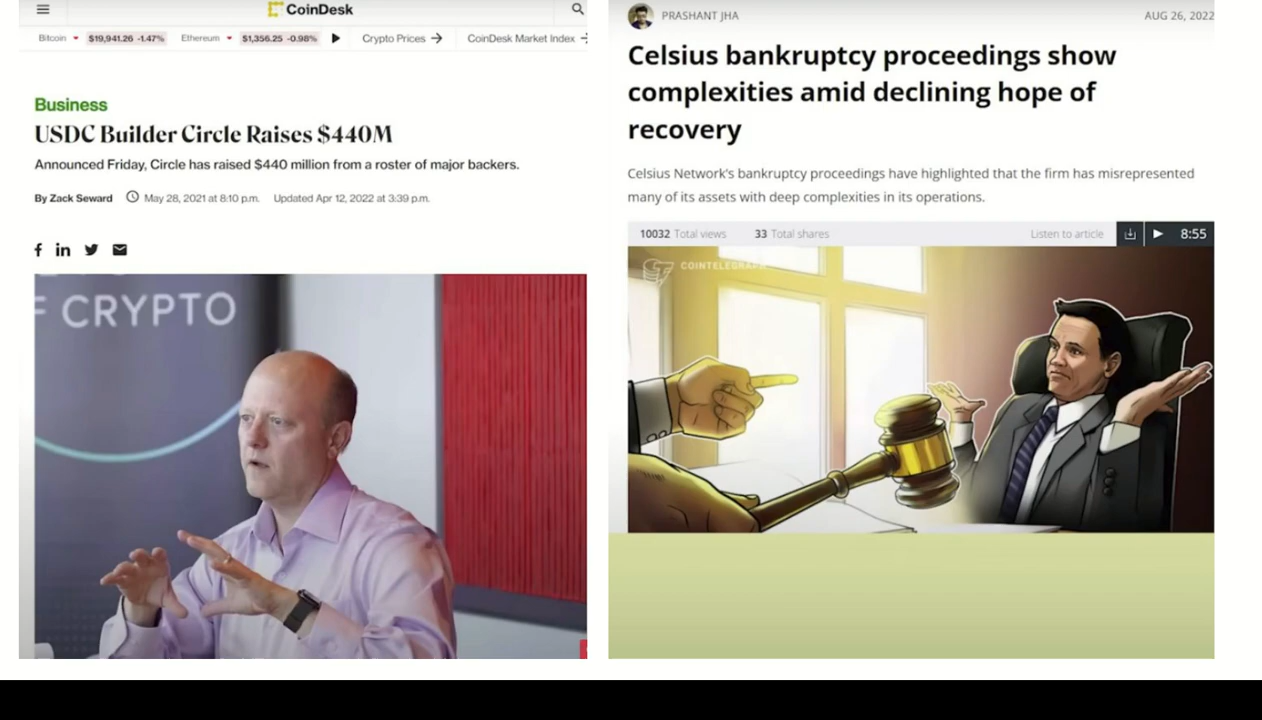 CoinDesk
Bitcoin $19,941.26 -1.47% Ethereum $1,356.25 -0.98% Crypto Prices CoinDesk Market Index
Business
USDC Builder Circle Raises $440M
Announced Friday, Circle has raised $440 million from a roster of major backers.
By Zack Seward May 28, 2021 at 8:10 p.m. Updated Apr 12, 2022 at 3:39 p.m.
CRYPTO
PRASHANT JHA AUG 26, 2022
Celsius bankruptcy proceedings show
complexities amid declining hope of
recovery
Celsius Network's bankruptcy proceedings have highlighted that the firm has misrepresented
many of its assets with deep complexities in its operations.
10032 Total views 33 Total shares Listen to article 8:55
COINTELEGRAPH